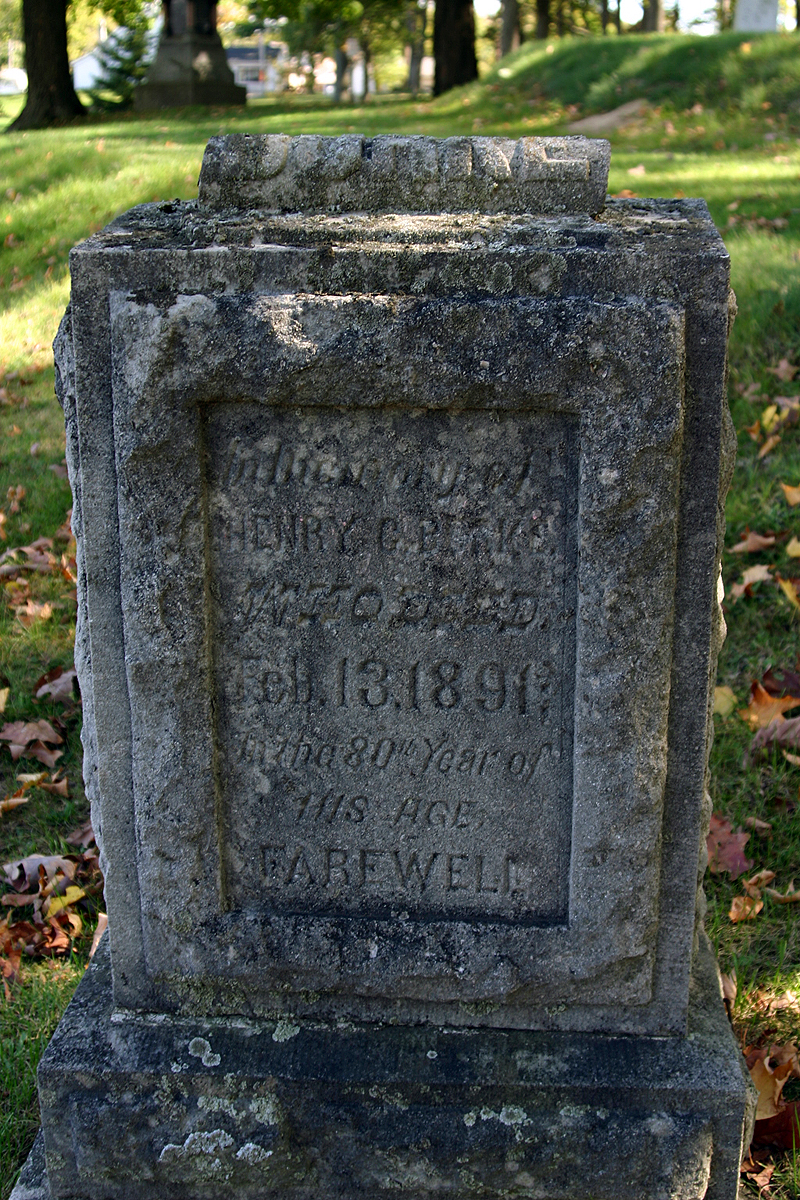 In Memory of
HENRY C.
WHO DIED.
Feb. 13. 1891,
In the 80th Year of
HIS AGE,
FAREWELL